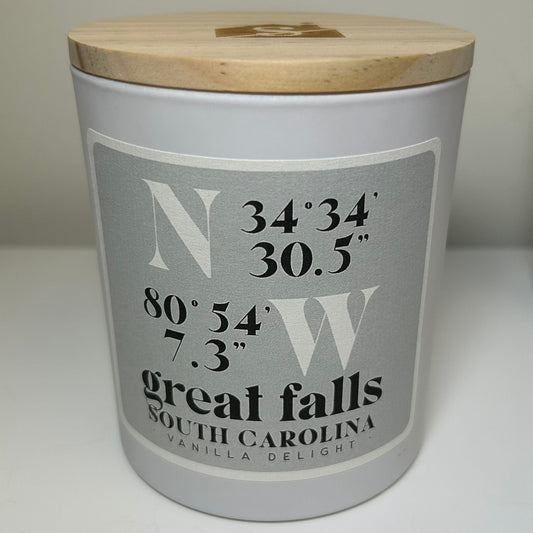 N 34°34'
30.5"
80° 54' W
7.3"
great falls
SOUTH CAROLINA
VANILLA DELIGHT